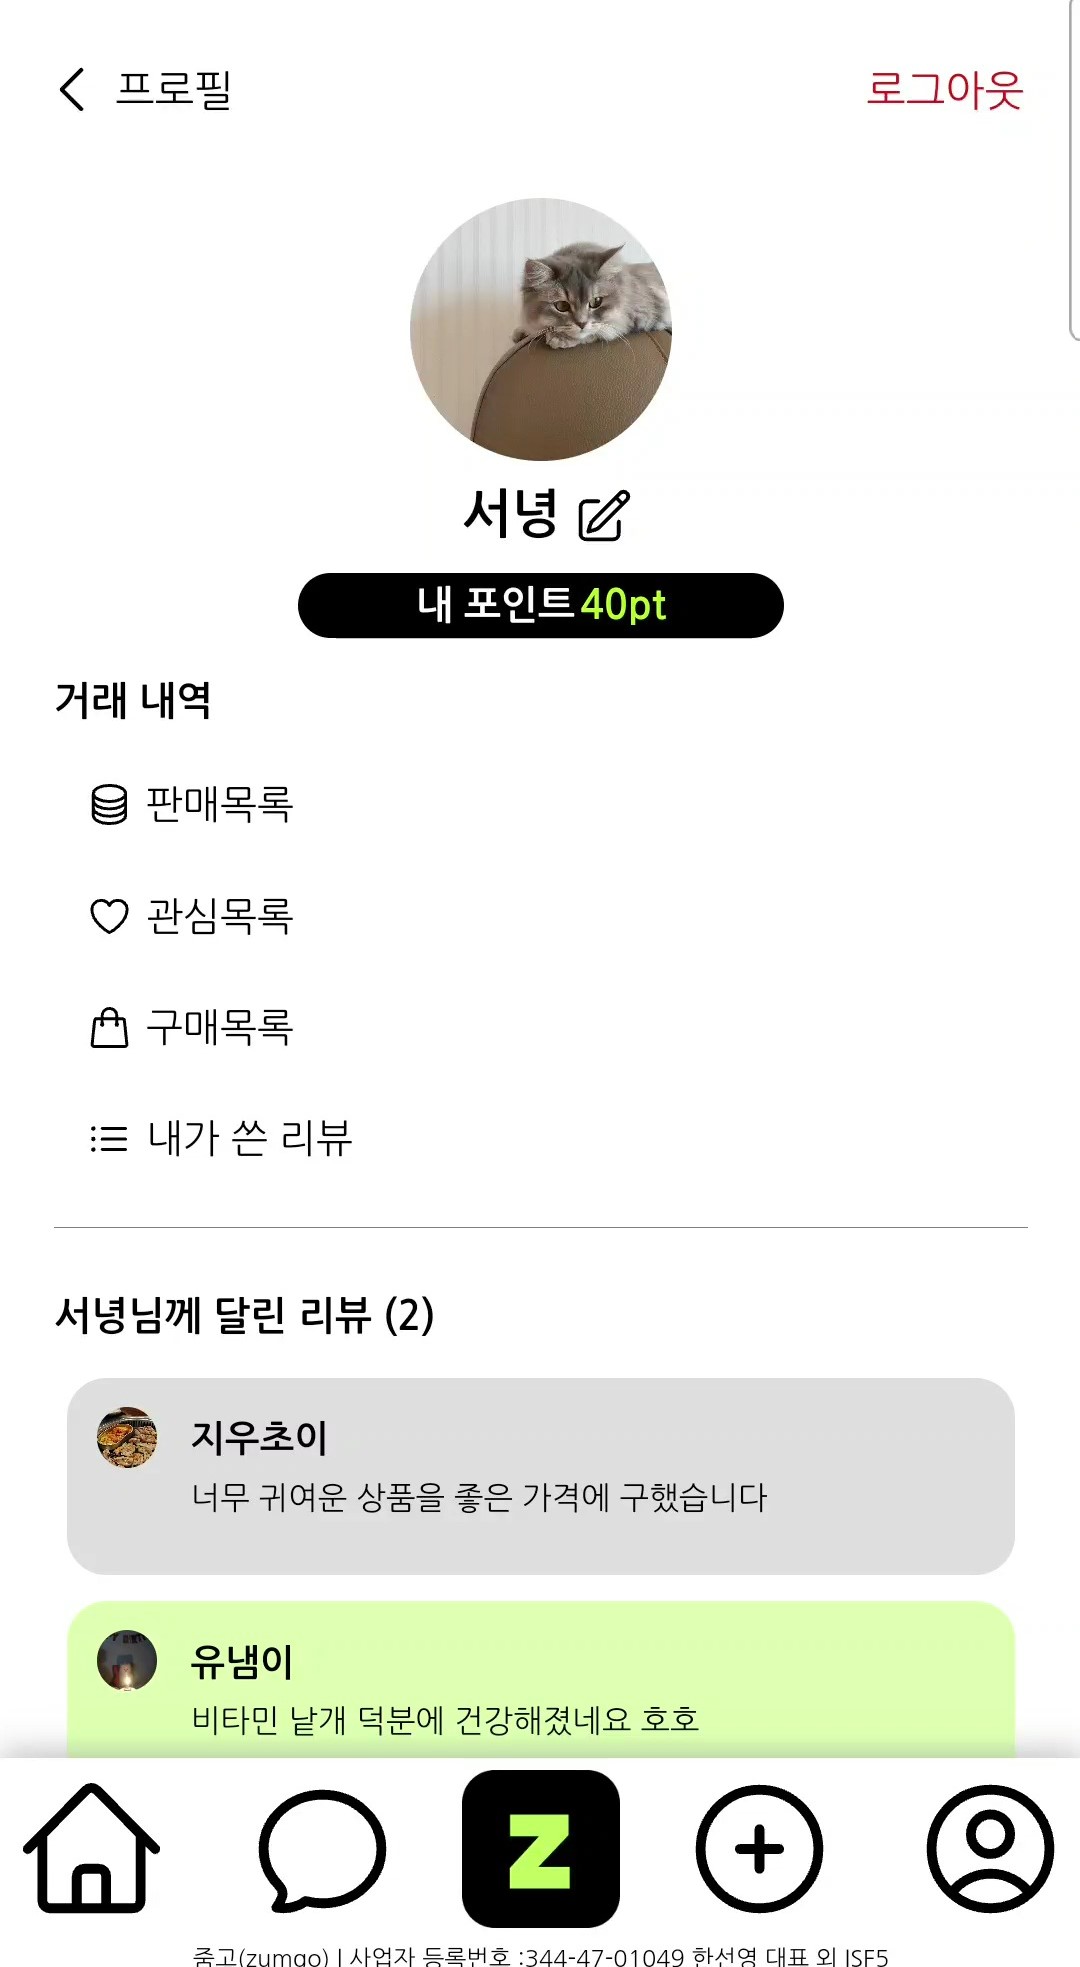 프로필
로그아웃
서녕
내 포인트 40pt
거래 내역
판매목록
관심목록
구매목록
내가 쓴 리뷰
서녕님께 달린 리뷰 (2)
지우초이
너무 귀여운 상품을 좋은 가격에 구했습니다
유냄이
비타민 낱개 덕분에 건강해졌네요 호호
Z
줌고(zumgo) | 사업자 등록번호 :344-47-01049 한선영 대표 외 JSF5